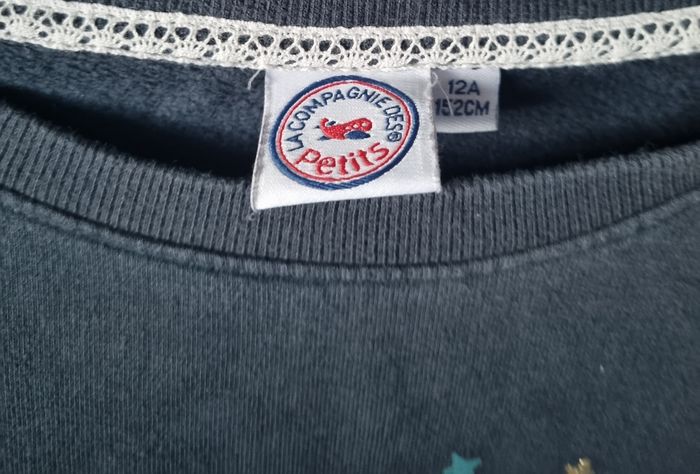 LA COMPAGNIE DES®
Petits
12A
152CM